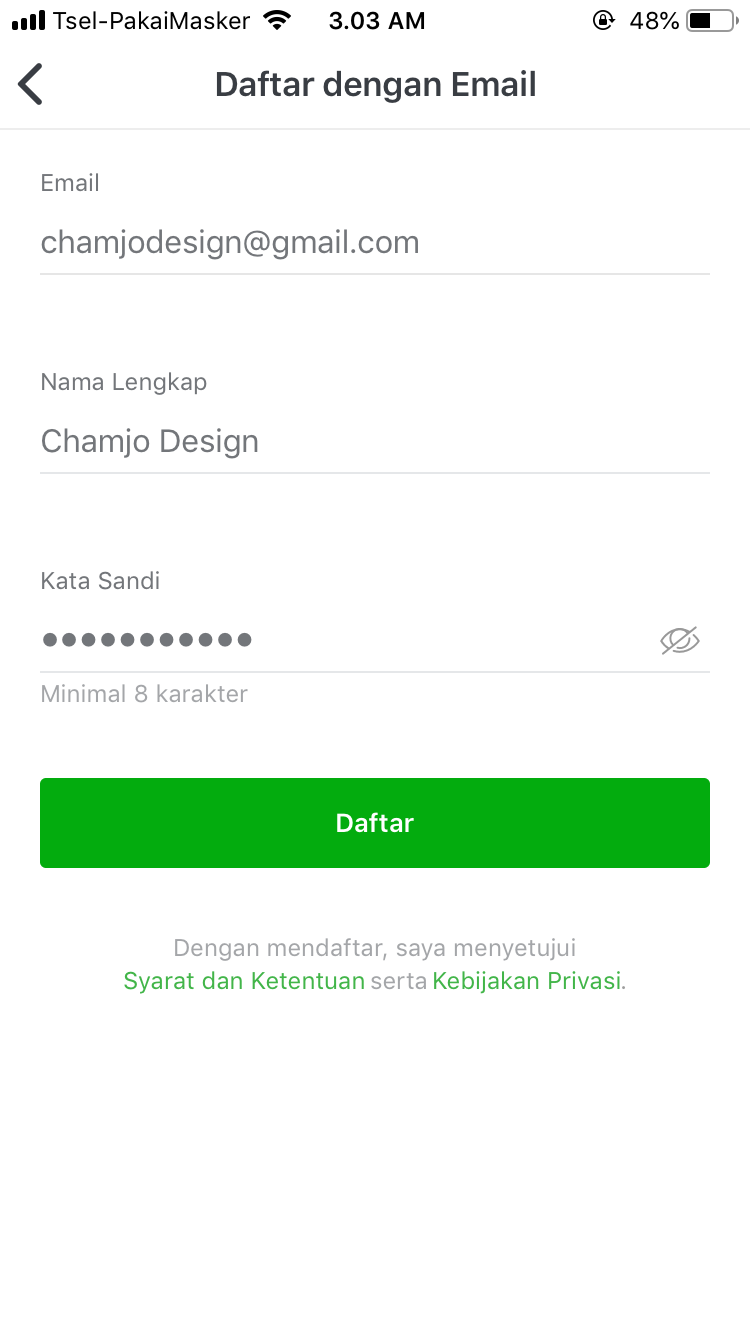 Tsel-PakaiMasker 3.03 AM 48%
Daftar dengan Email
Email
chamjodesign@gmail.com
Nama Lengkap
Chamjo Design
Kata Sandi
●●●●●●●●●●●
Minimal 8 karakter
Daftar
Dengan mendaftar, saya menyetujui
Syarat dan Ketentuan serta Kebijakan Privasi.